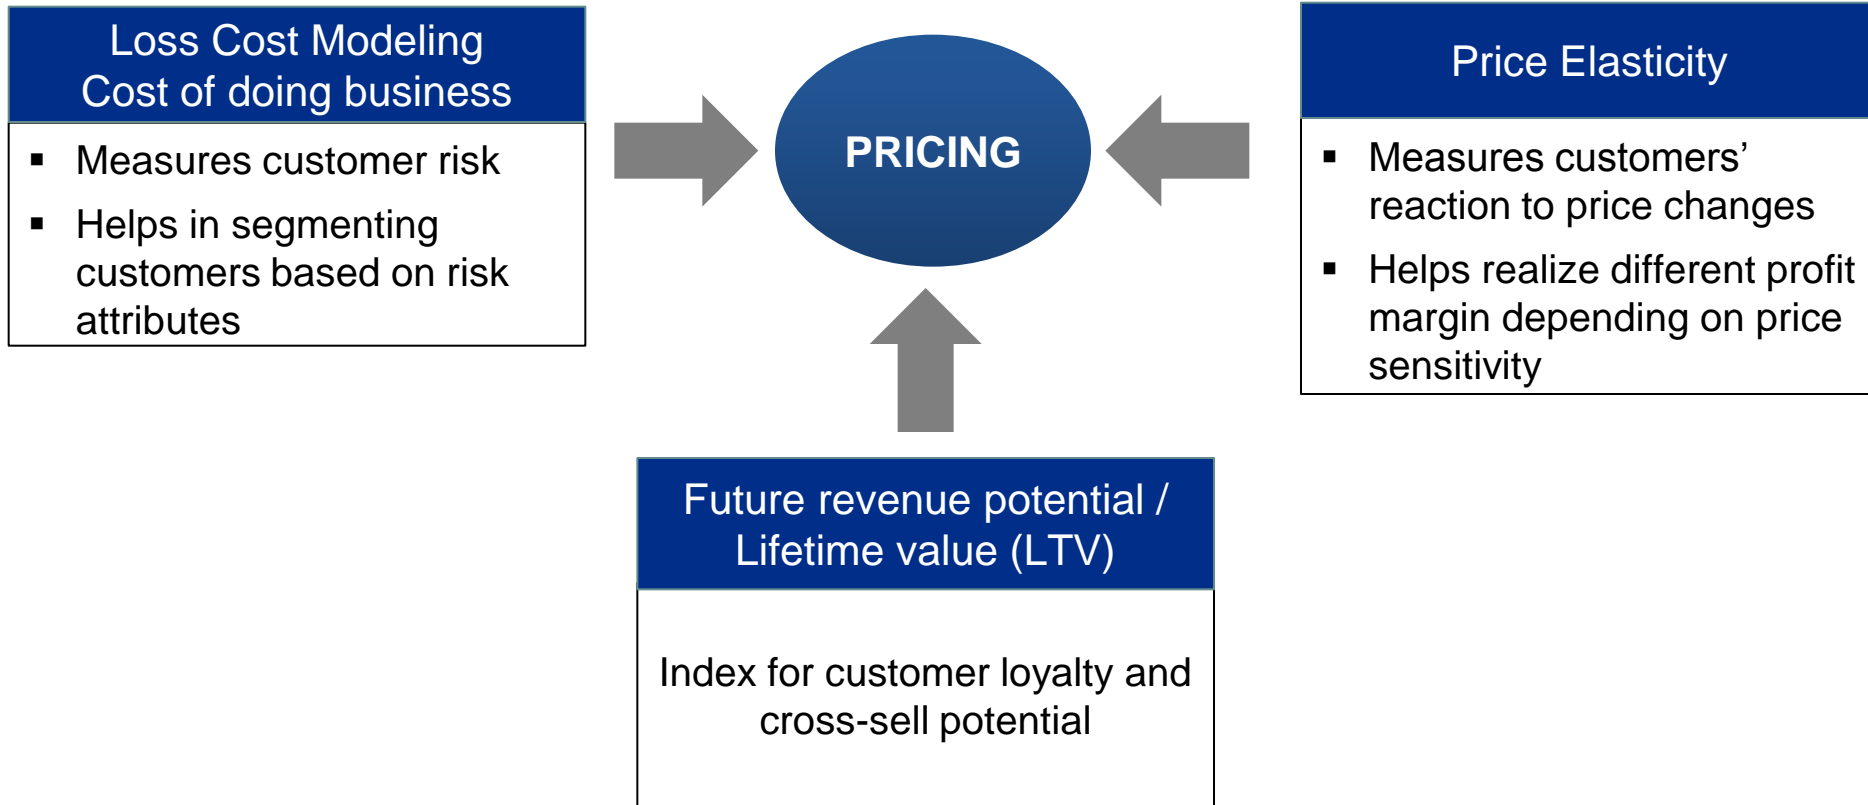 Loss Cost Modeling
Cost of doing business
▪ Measures customer risk
▪ Helps in segmenting
customers based on risk
attributes
PRICING
Price Elasticity
▪ Measures customers’
reaction to price changes
▪ Helps realize different profit
margin depending on price
sensitivity
Future revenue potential /
Lifetime value (LTV)
Index for customer loyalty and
cross-sell potential